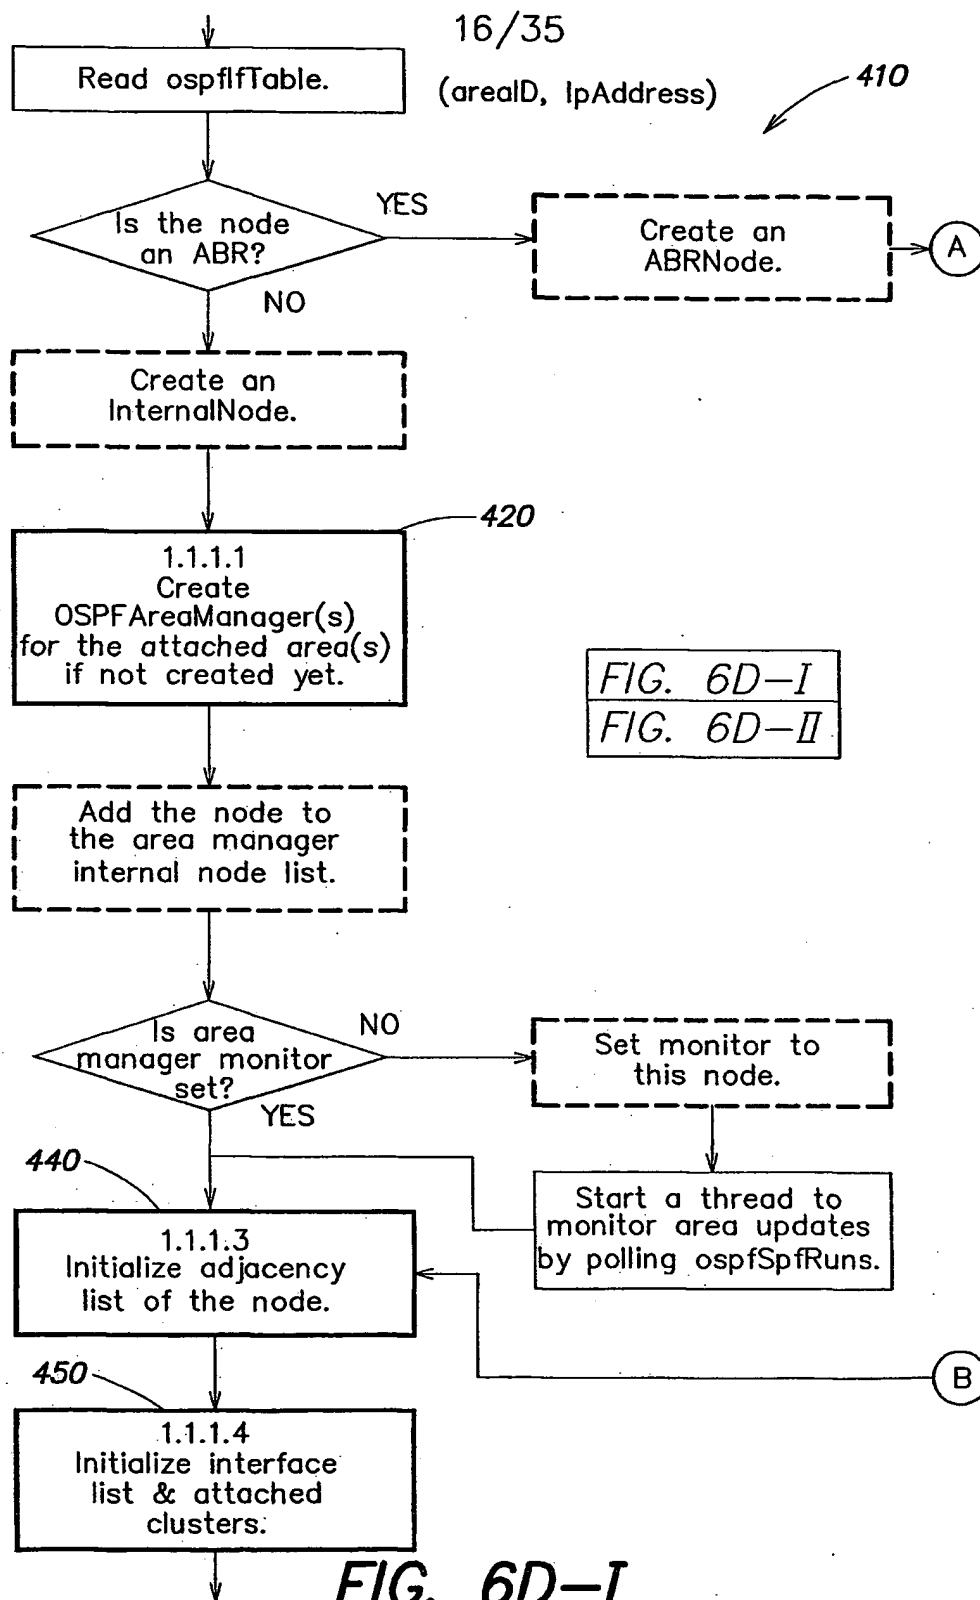 16/35
Read ospfIfTable.
(areaID, IpAddress)
410
Is the node
an ABR?
YES
NO
Create an
ABRNode.
A
Create an
InternalNode.
420
1.1.1.1
Create
OSPFAreaManager(s)
for the attached area(s)
if not created yet.
FIG. 6D-I
FIG. 6D-II
Add the node to
the area manager
internal node list.
Is area
manager monitor
set?
NO
YES
Set monitor to
this node.
Start a thread to
monitor area updates
by polling ospfSpfRuns.
440
1.1.1.3
Initialize adjacency
list of the node.
B
450
1.1.1.4
Initialize interface
list & attached
clusters.
FIG. 6D-I